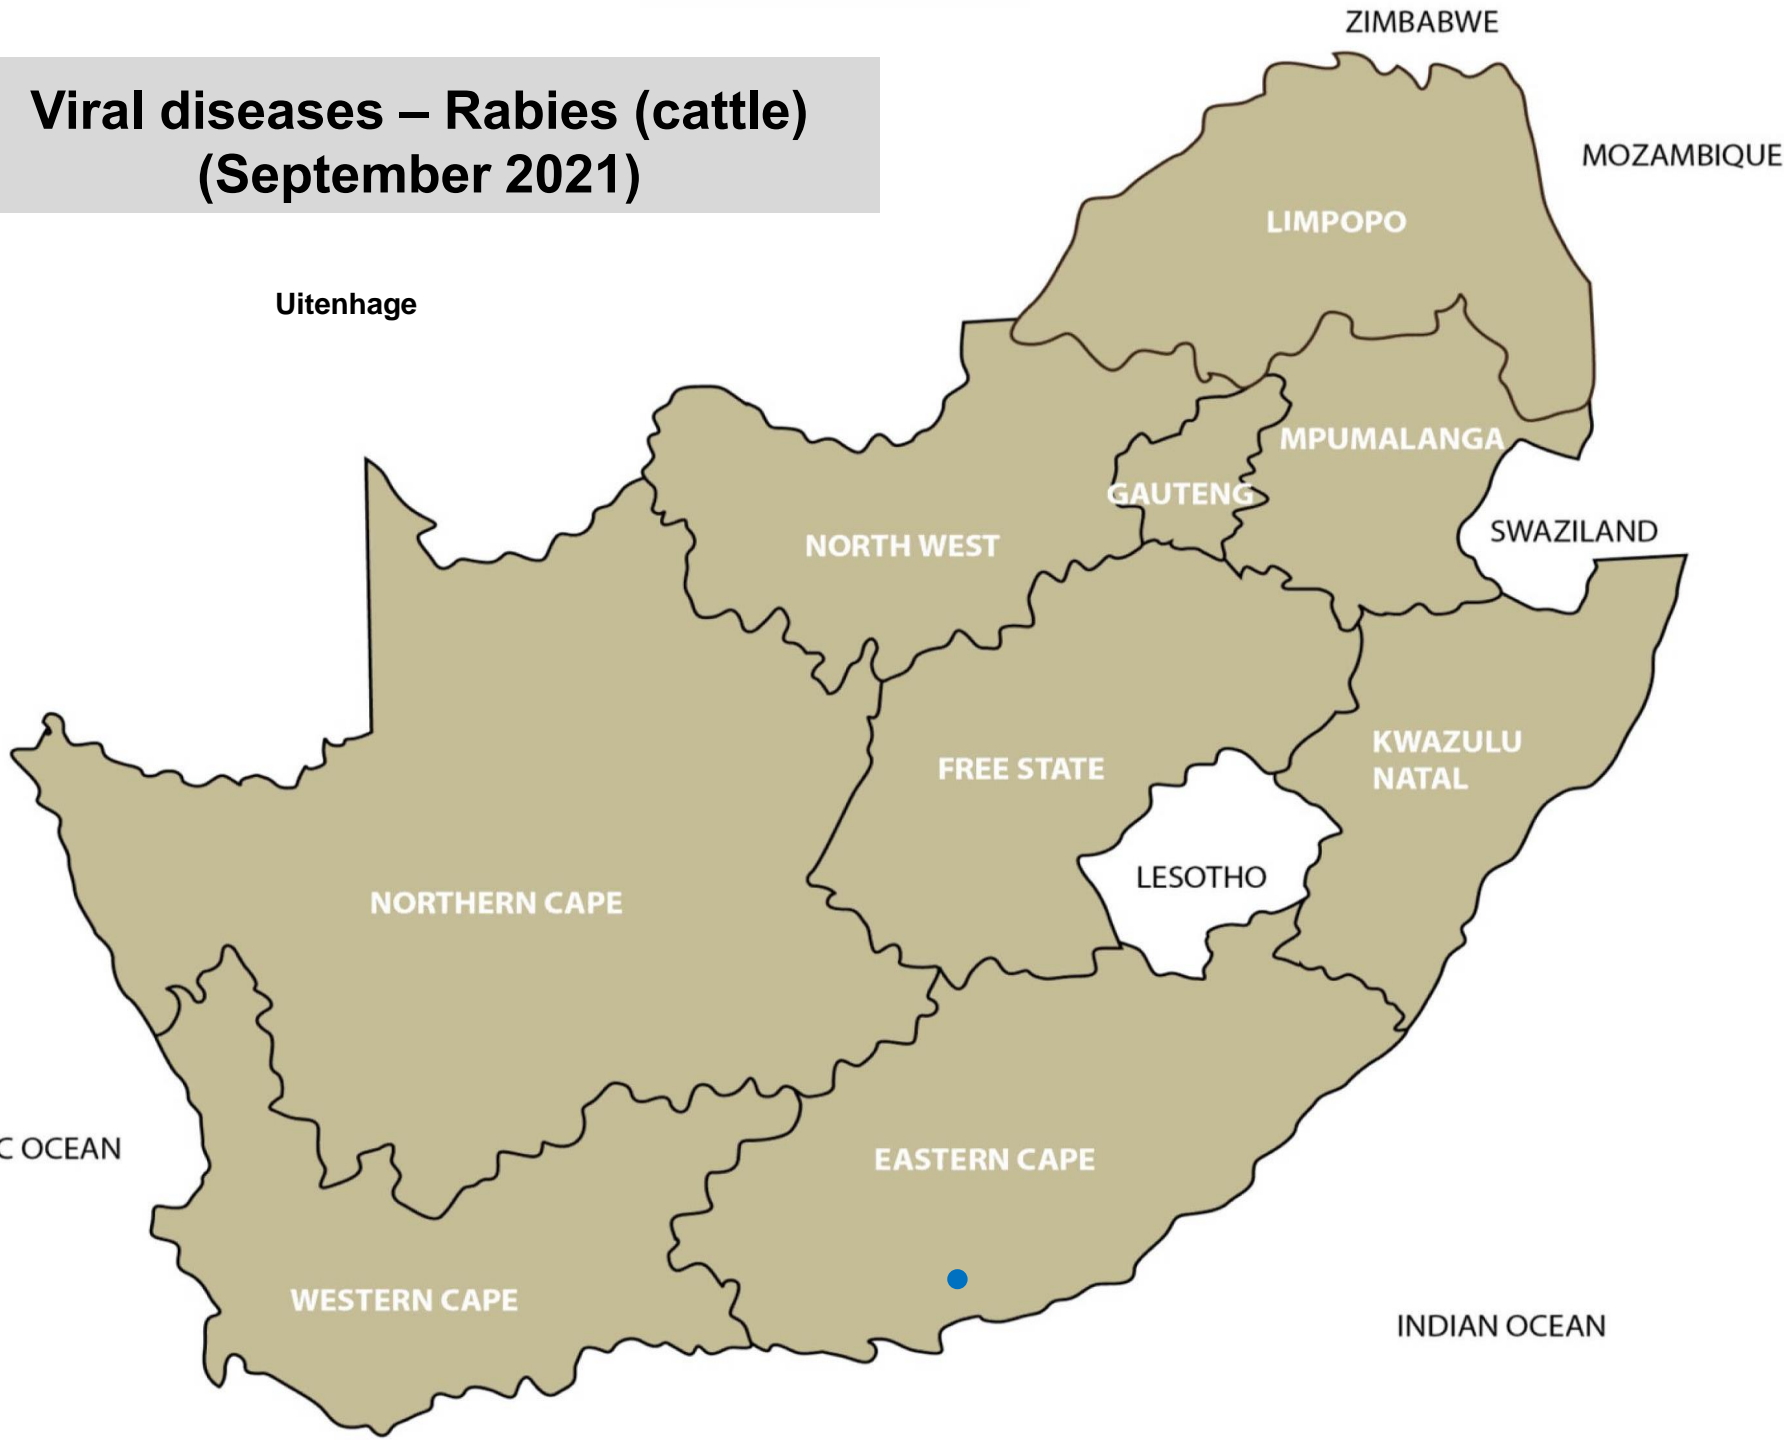 ZIMBABWE
Viral diseases – Rabies (cattle)
(September 2021)
MOZAMBIQUE
LIMPOPO
Uitenhage
MPUMALANGA
GAUTENG
SWAZILAND
NORTH WEST
KWAZULU
NATAL
FREE STATE
LESOTHO
NORTHERN CAPE
C OCEAN
EASTERN CAPE
WESTERN CAPE
INDIAN OCEAN